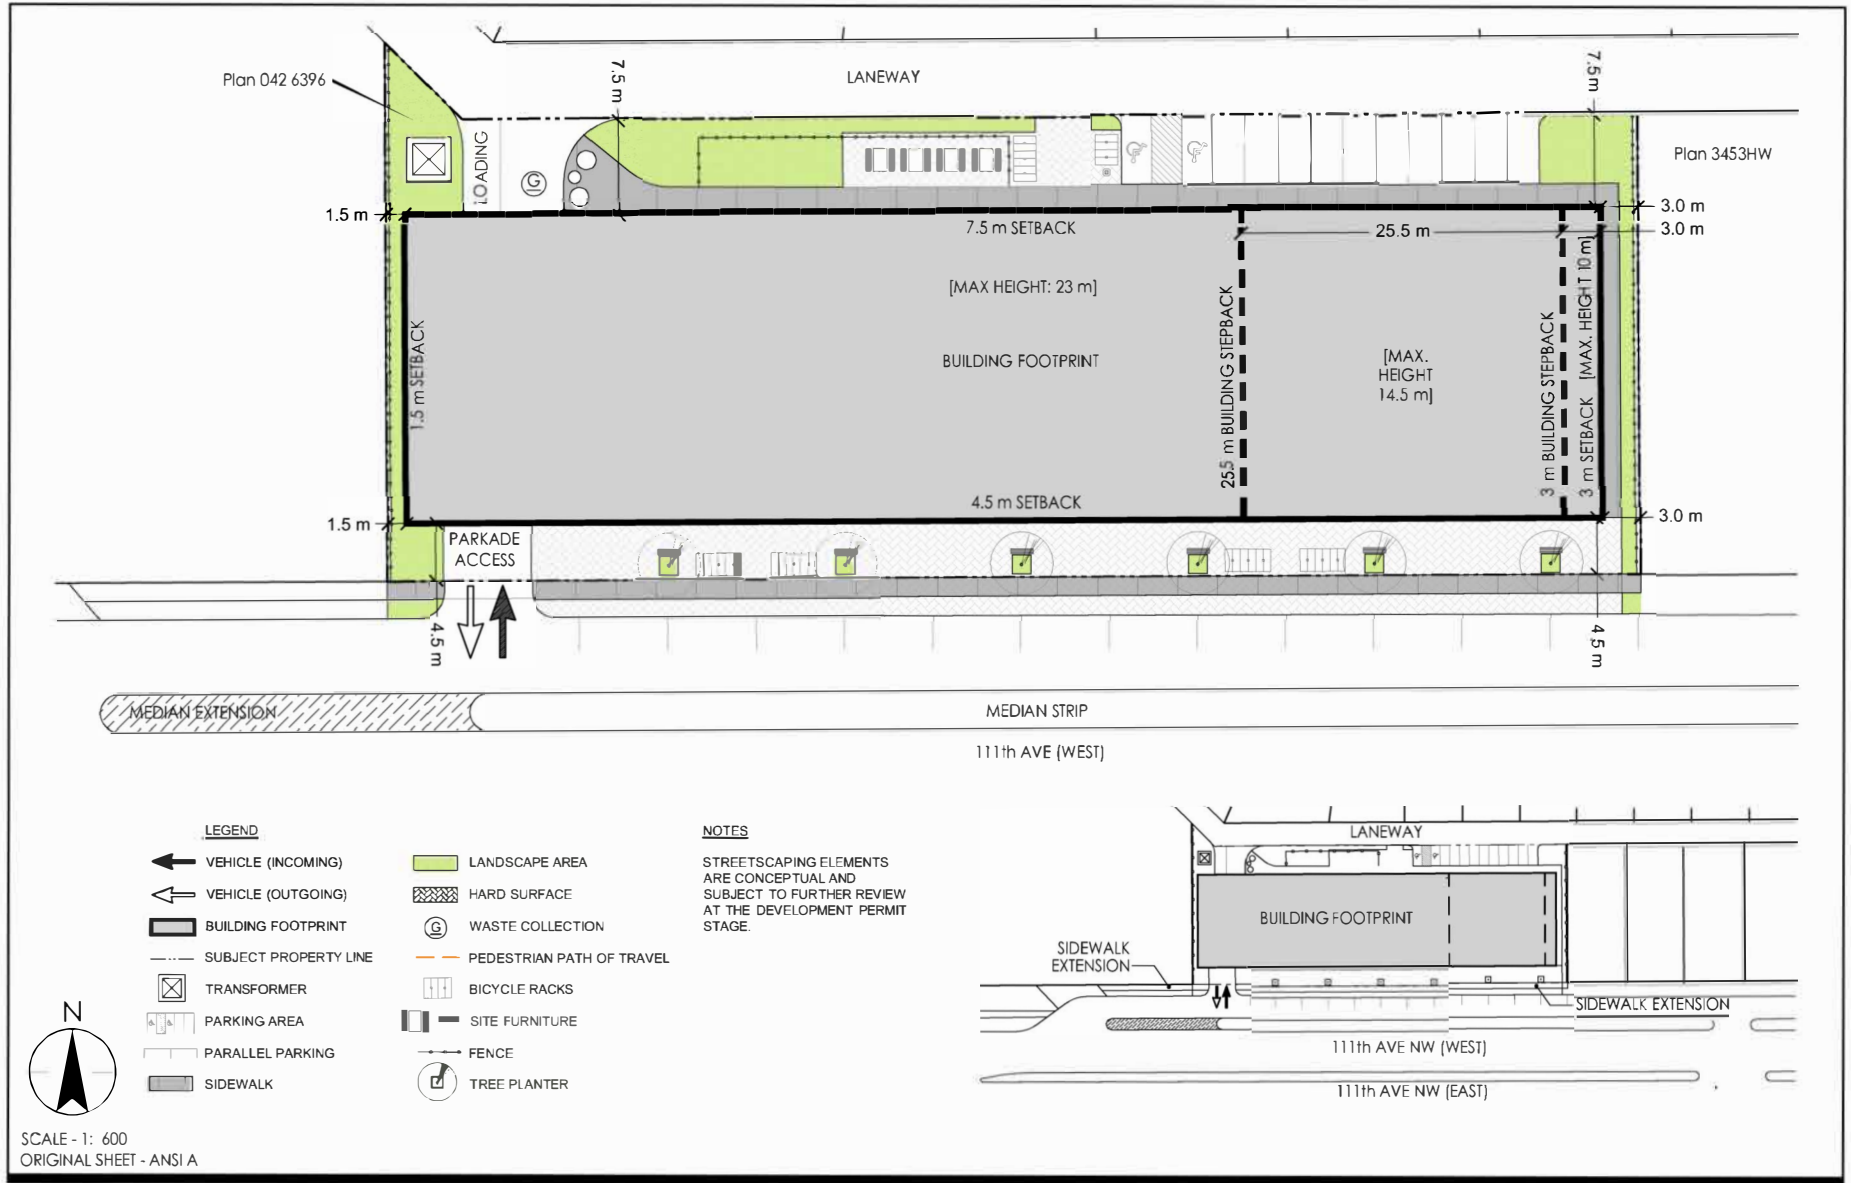 7.5 m
7.5m
LANEWAY
Plan 042 6396
LOADING
G
Plan 3453HW
1.5 m
3.0 m
7.5 m SETBACK
25.5 m
3.0 m
[MAX HEIGHT: 23 m]
BUILDING FOOTPRINT
1.5 m SETBACK
25.5 m BUILDING STEPBACK
[MAX.
HEIGHT
14.5 m]
3 m BUILDING STEPBACK
3 m SETBACK [MAX. HEIGHT 10 m]
4.5 m SETBACK
1.5 m
3.0 m
PARKADE
ACCESS
4.5 m
4.5 m
MEDIAN EXTENSION
MEDIAN STRIP
111th AVE (WEST)
LEGEND
VEHICLE (INCOMING)
VEHICLE (OUTGOING)
BUILDING FOOTPRINT
SUBJECT PROPERTY LINE
TRANSFORMER
PARKING AREA
PARALLEL PARKING
SIDEWALK
LANDSCAPE AREA
HARD SURFACE
G
WASTE COLLECTION
PEDESTRIAN PATH OF TRAVEL
BICYCLE RACKS
SITE FURNITURE
FENCE
TREE PLANTER
NOTES
STREETSCAPING ELEMENTS
ARE CONCEPTUAL AND
SUBJECT TO FURTHER REVIEW
AT THE DEVELOPMENT PERMIT
STAGE.
LANEWAY
BUILDING FOOTPRINT
SIDEWALK
EXTENSION
SIDEWALK EXTENSION
111th AVE NW (WEST)
111th AVE NW (EAST)
N
SCALE - 1: 600
ORIGINAL SHEET - ANSI A